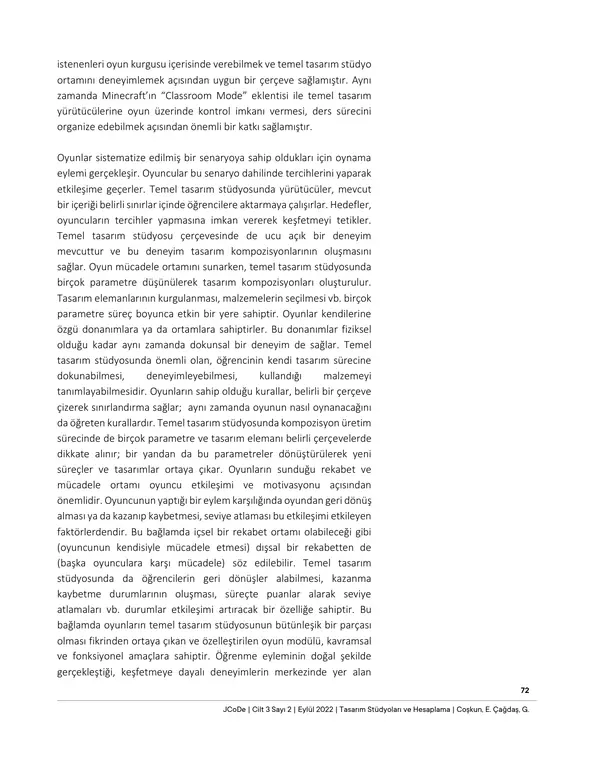 istenenleri oyun kurgusu içerisinde verebilmek ve temel tasarım stüdyo
ortamını deneyimlemek açısından uygun bir çerçeve sağlamıştır. Aynı
zamanda Minecraft’ın “Classroom Mode” eklentisi ile temel tasarım
yürütücülerine oyun üzerinde kontrol imkanı vermesi, ders sürecini
organize edebilmek açısından önemli bir katkı sağlamıştır.

Oyunlar sistematize edilmiş bir senaryoya sahip oldukları için oynama
eylemi gerçekleşir. Oyuncular bu senaryo dahilinde tercihlerini yaparak
etkileşime geçerler. Temel tasarım stüdyosunda yürütücüler, mevcut
bir içeriği belirli sınırlar içinde öğrencilere aktarmaya çalışırlar. Hedefler,
oyuncuların tercihler yapmasına imkan vererek keşfetmeyi tetikler.
Temel tasarım stüdyosu çerçevesinde de ucu açık bir deneyim
mevcuttur ve bu deneyim tasarım kompozisyonlarının oluşmasını
sağlar. Oyun mücadele ortamını sunarken, temel tasarım stüdyosunda
birçok parametre düşünülerek tasarım kompozisyonları oluşturulur.
Tasarım elemanlarının kurgulanması, malzemelerin seçilmesi vb. birçok
parametre süreç boyunca etkin bir yere sahiptir. Oyunlar kendilerine
özgü donanımlara ya da ortamlara sahiptirler. Bu donanımlar fiziksel
olduğu kadar aynı zamanda dokunsal bir deneyim de sağlar. Temel
tasarım stüdyosunda önemli olan, öğrencinin kendi tasarım sürecine
dokunabilmesi, deneyimleyebilmesi, kullandığı malzemeyi
tanımlayabilmesidir. Oyunların sahip olduğu kurallar, belirli bir çerçeve
çizerek sınırlandırma sağlar; aynı zamanda oyunun nasıl oynanacağını
da öğreten kurallardır. Temel tasarım stüdyosunda kompozisyon üretim
sürecinde de birçok parametre ve tasarım elemanı belirli çerçevelerde
dikkate alınır; bir yandan da bu parametreler dönüştürülerek yeni
süreçler ve tasarımlar ortaya çıkar. Oyunların sunduğu rekabet ve
mücadele ortamı oyuncu etkileşimi ve motivasyonu açısından
önemlidir. Oyuncunun yaptığı bir eylem karşılığında oyundan geri dönüş
alması ya da kazanıp kaybetmesi, seviye atlaması bu etkileşimi etkileyen
faktörlerdendir. Bu bağlamda içsel bir rekabet ortamı olabileceği gibi
(oyuncunun kendisiyle mücadele etmesi) dışsal bir rekabetten de
(başka oyunculara karşı mücadele) söz edilebilir. Temel tasarım
stüdyosunda da öğrencilerin geri dönüşler alabilmesi, kazanma
kaybetme durumlarının oluşması, süreçte puanlar alarak seviye
atlamaları vb. durumlar etkileşimi artıracak bir özelliğe sahiptir. Bu
bağlamda oyunların temel tasarım stüdyosunun bütünleşik bir parçası
olması fikrinden ortaya çıkan ve özelleştirilen oyun modülü, kavramsal
ve fonksiyonel amaçlara sahiptir. Öğrenme eyleminin doğal şekilde
gerçekleştiği, keşfetmeye dayalı deneyimlerin merkezinde yer alan
72
JCoDe | Cilt 3 Sayı 2 | Eylül 2022 | Tasarım Stüdyoları ve Hesaplama | Coşkun, E. Çağdaş, G.